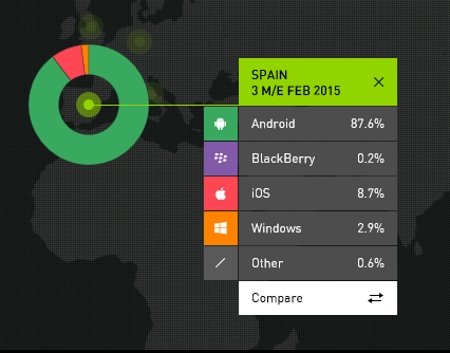 SPAIN
3 M/E FEB 2015
Android 87.6%
BlackBerry 0.2%
iOS 8.7%
Windows 2.9%
Other 0.6%
Compare